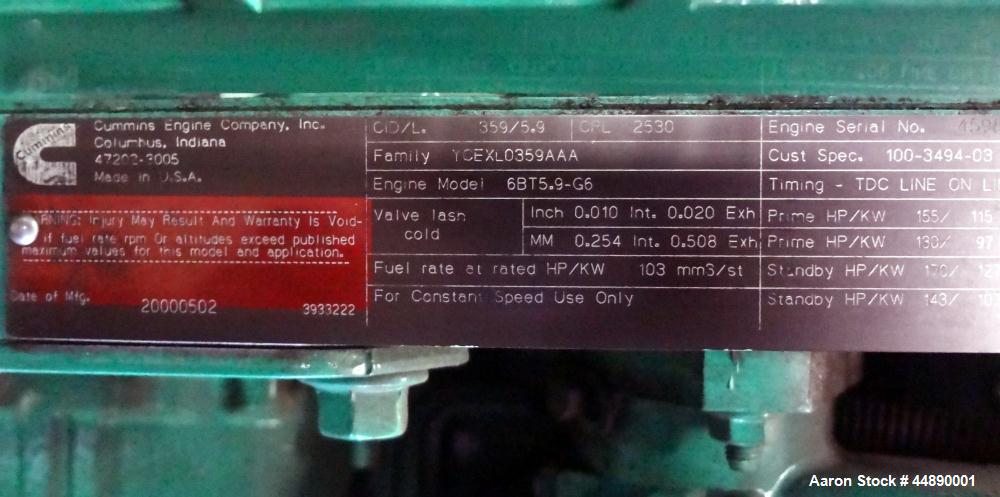 Cummins
Cummins Engine Company, Inc.
Columbus, Indiana
47202-3005
Made in U.S.A.
WARNING: Injury May Result And Warranty Is Void-
if fuel rate rpm Or altitudes exceed published
maximum values for this model and application.
Date of Mfg.
20000502
3933222
CID/L. 359/5.9 CPL 2530
Family YCEXL0359AAA
Engine Model 6BT5.9-G6
Valve lash
cold
Inch 0.010 Int. 0.020 Exh
MM 0.254 Int. 0.508 Exh
Fuel rate at rated HP/KW 103 mm3/st
For Constant Speed Use Only
Engine Serial No.
Cust Spec. 100-3494-03
Timing - TDC LINE ON
Prime HP/KW 155/ 115
Prime HP/KW 130/ 97
Standby HP/KW 170/
Standby HP/KW 143/
Aaron Stock # 44890001